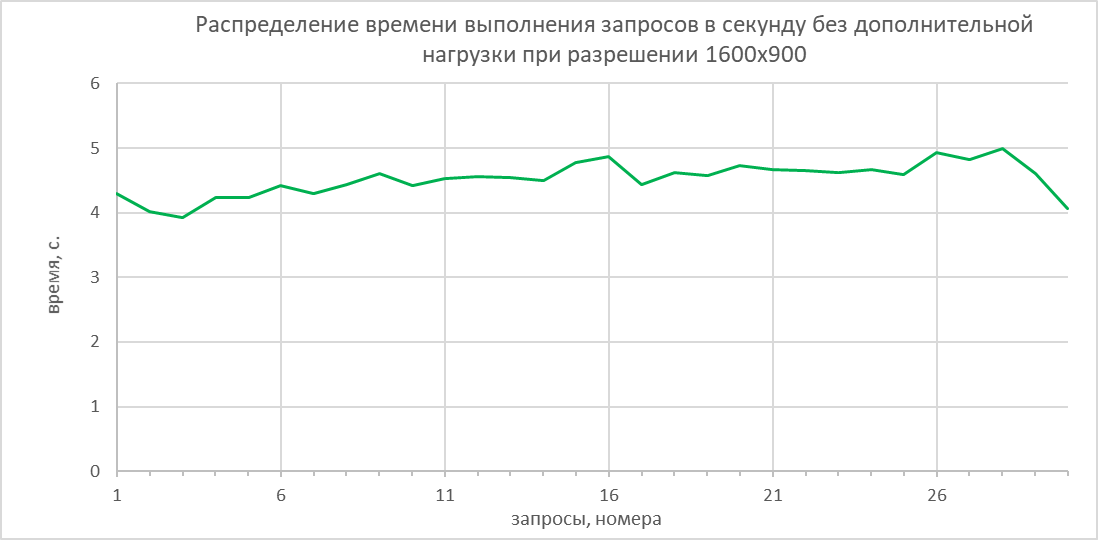 Распределение времени выполнения запросов в секунду без дополнительной
нагрузки при разрешении 1600x900
6
5
4
3
2
1
0
время, с.
1 6 11 16 21 26
запросы, номера